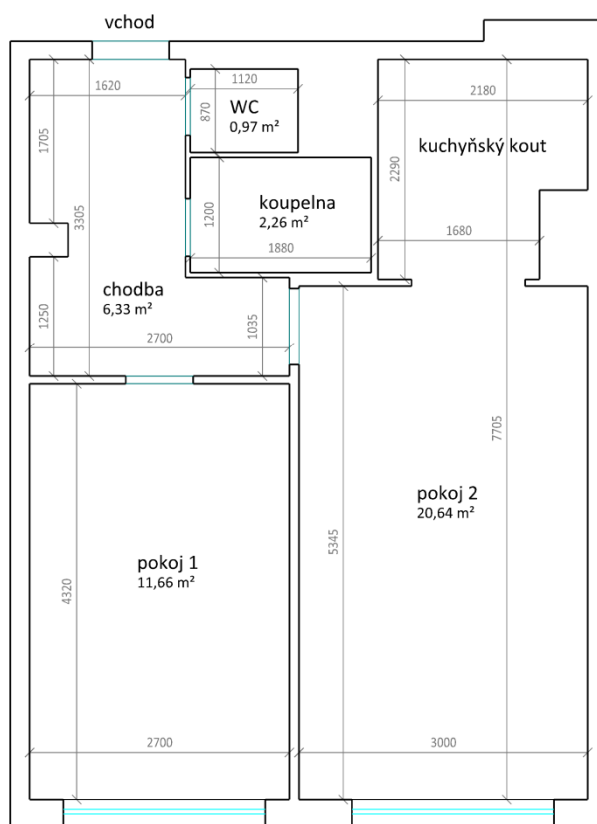 vchod
1620
1120
2180
WC
0,97 m²
870
1705
3305
kuchyňský kout
2290
koupelna
2,26 m²
1200
1880
1680
chodba
6,33 m²
1250
1035
2700
7705
5345
pokoj 2
20,64 m²
pokoj 1
11,66 m²
4320
2700
3000